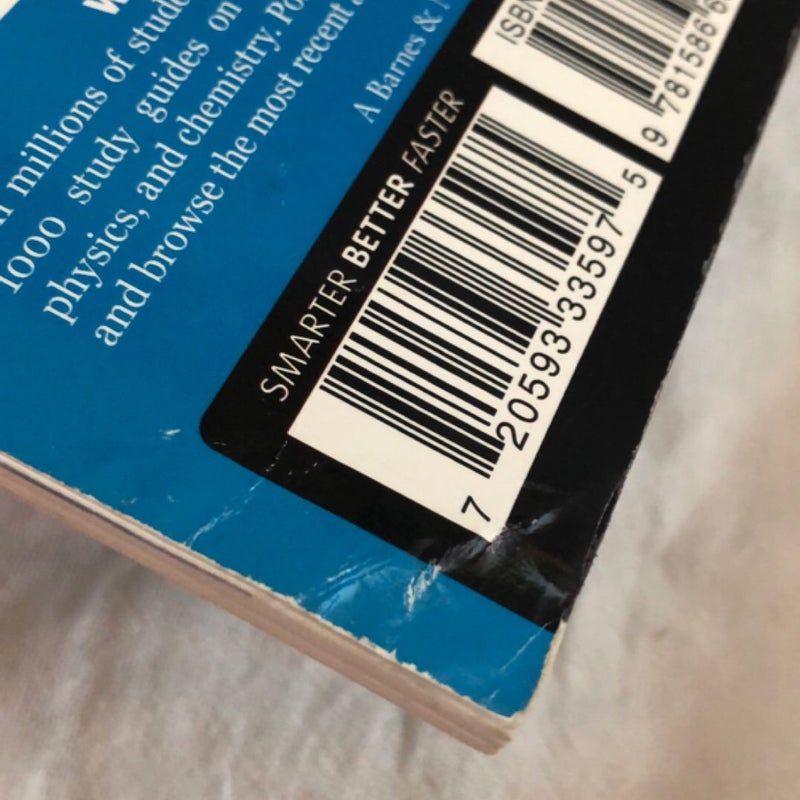 W
millions of stude
1000 study guides on
physics, and chemistry. Po
and browse the most recent
A Barnes &
SMARTER BETTER FASTER
ISBN
9 781586 6
7 20593 33597 5